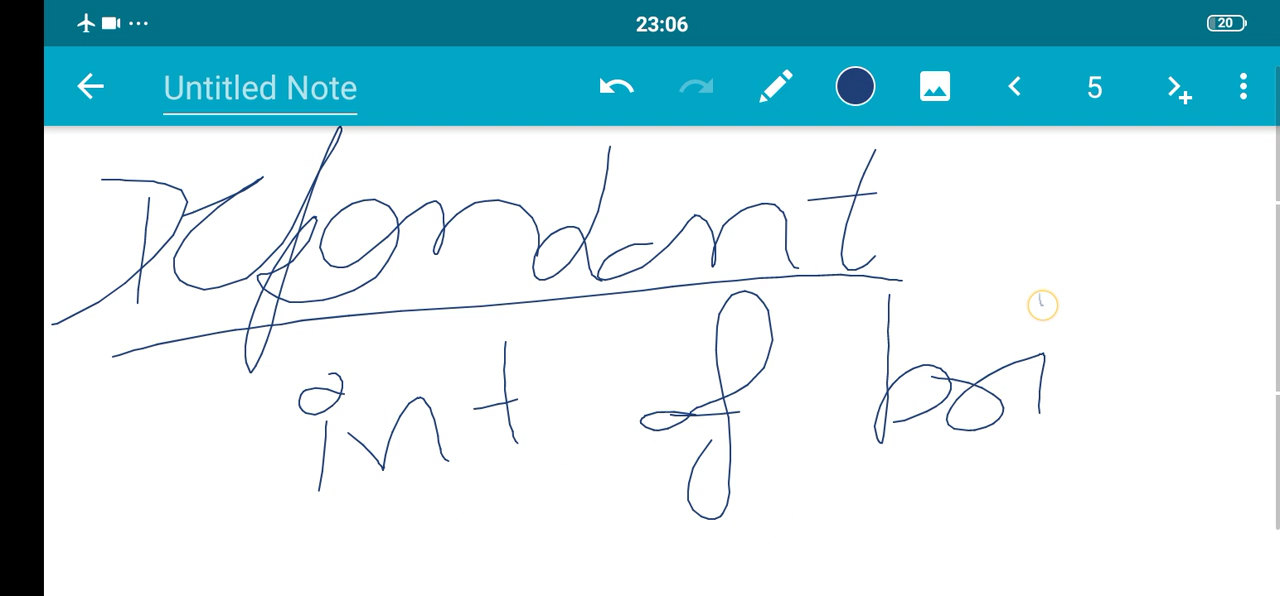 23:06
20
Untitled Note
5
Dependent
int of